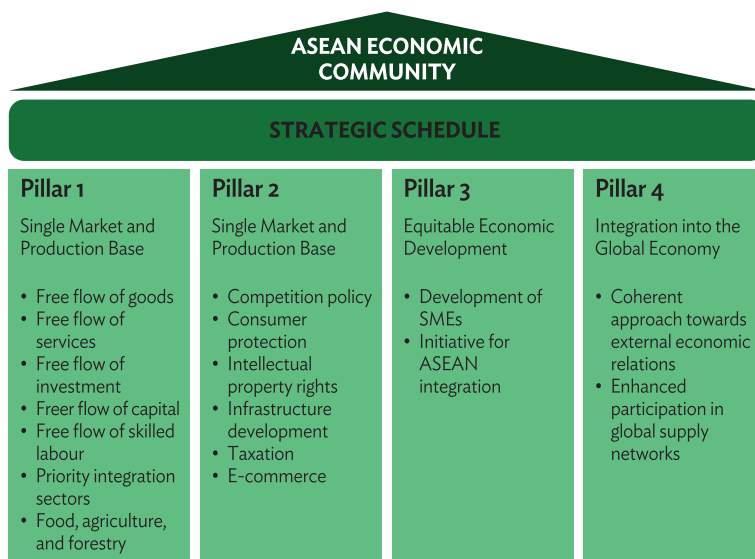 ASEAN ECONOMIC
COMMUNITY
STRATEGIC SCHEDULE
Pillar 1
Single Market and
Production Base
• Free flow of goods
• Free flow of
services
• Free flow of
investment
• Freer flow of capital
• Free flow of skilled
labour
• Priority integration
sectors
• Food, agriculture,
and forestry
Pillar 2
Single Market and
Production Base
• Competition policy
• Consumer
protection
• Intellectual
property rights
• Infrastructure
development
• Taxation
• E-commerce
Pillar 3
Equitable Economic
Development
• Development of
SMEs
• Initiative for
ASEAN
integration
Pillar 4
Integration into the
Global Economy
• Coherent
approach towards
external economic
relations
• Enhanced
participation in
global supply
networks